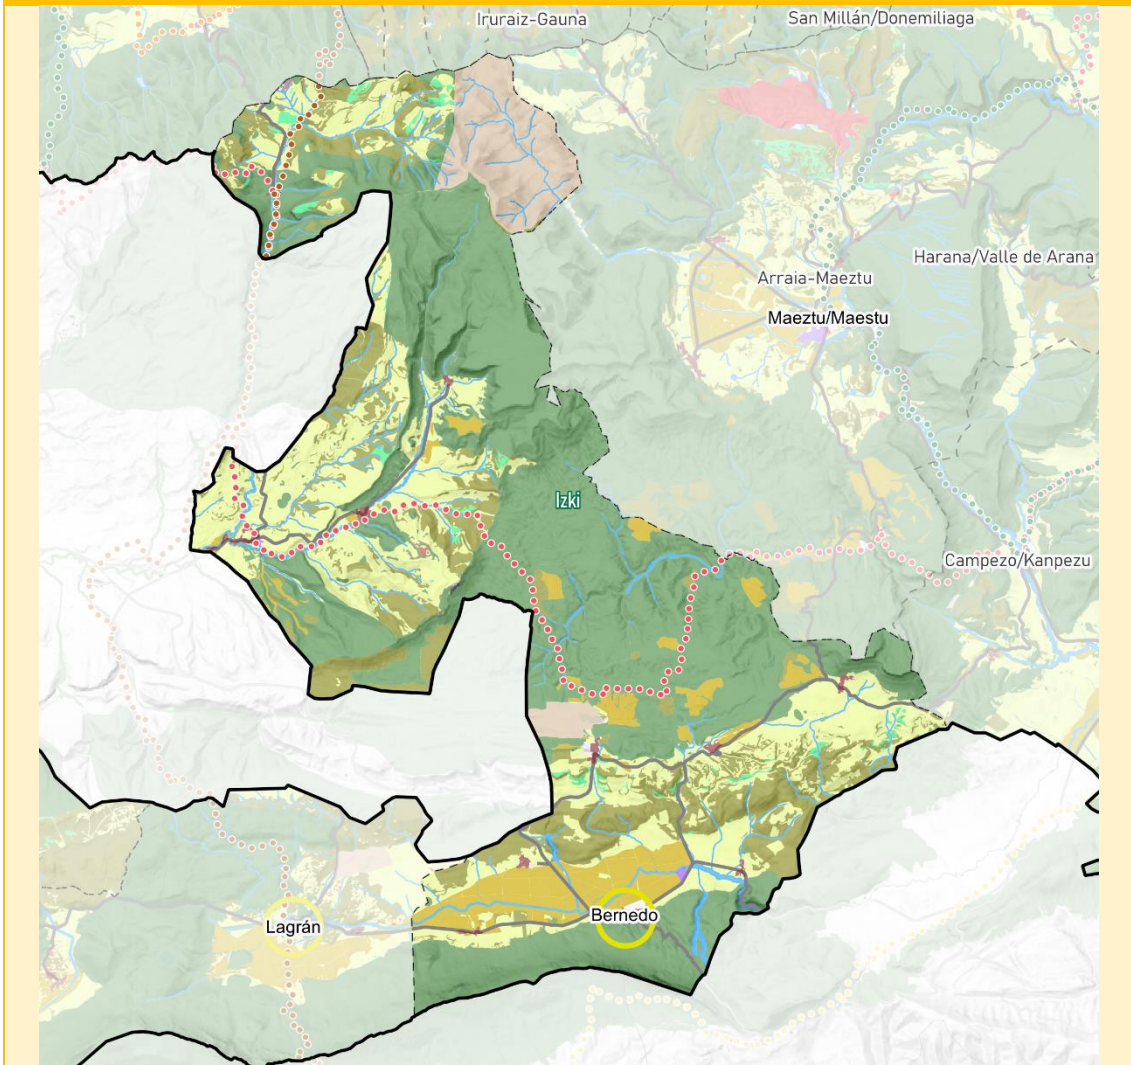 Iruraiz-Gauna
San Millán/Donemiliaga
Harana/Valle de Arana
Arraia-Maeztu
Maeztu/Maestu
Izki
Campezo/Kanpezu
Bernedo
Lagrán